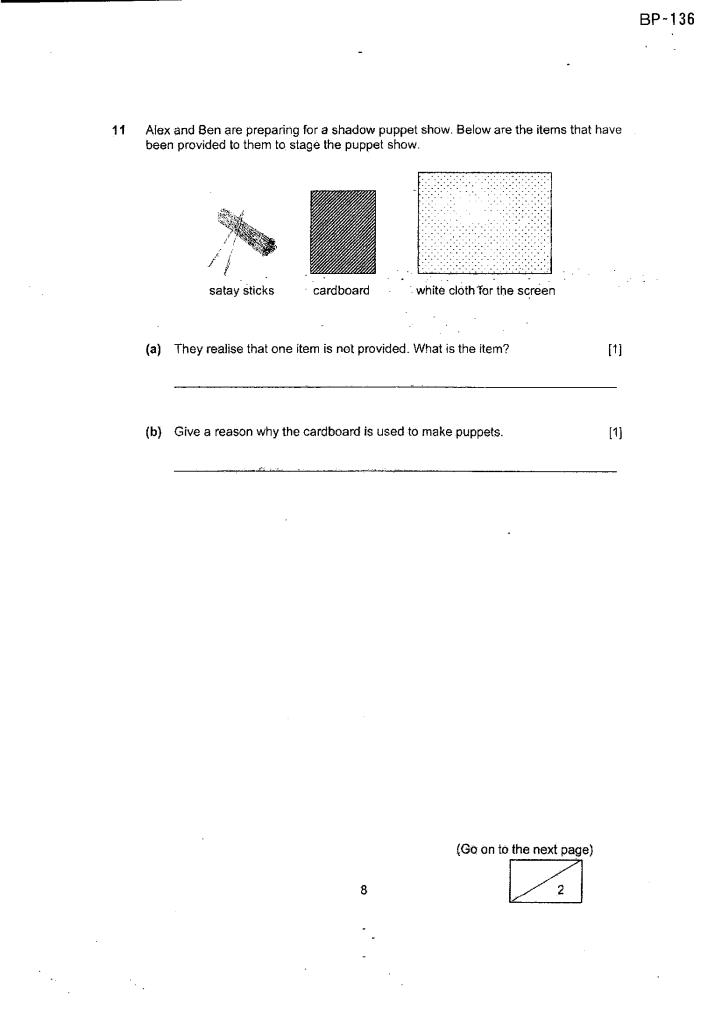 BP-136
11 Alex and Ben are preparing for a shadow puppet show. Below are the items that have
been provided to them to stage the puppet show.
satay sticks cardboard white cloth for the screen
(a) They realise that one item is not provided. What is the item? [1]
(b) Give a reason why the cardboard is used to make puppets. [1]
(Go on to the next page)
8
2